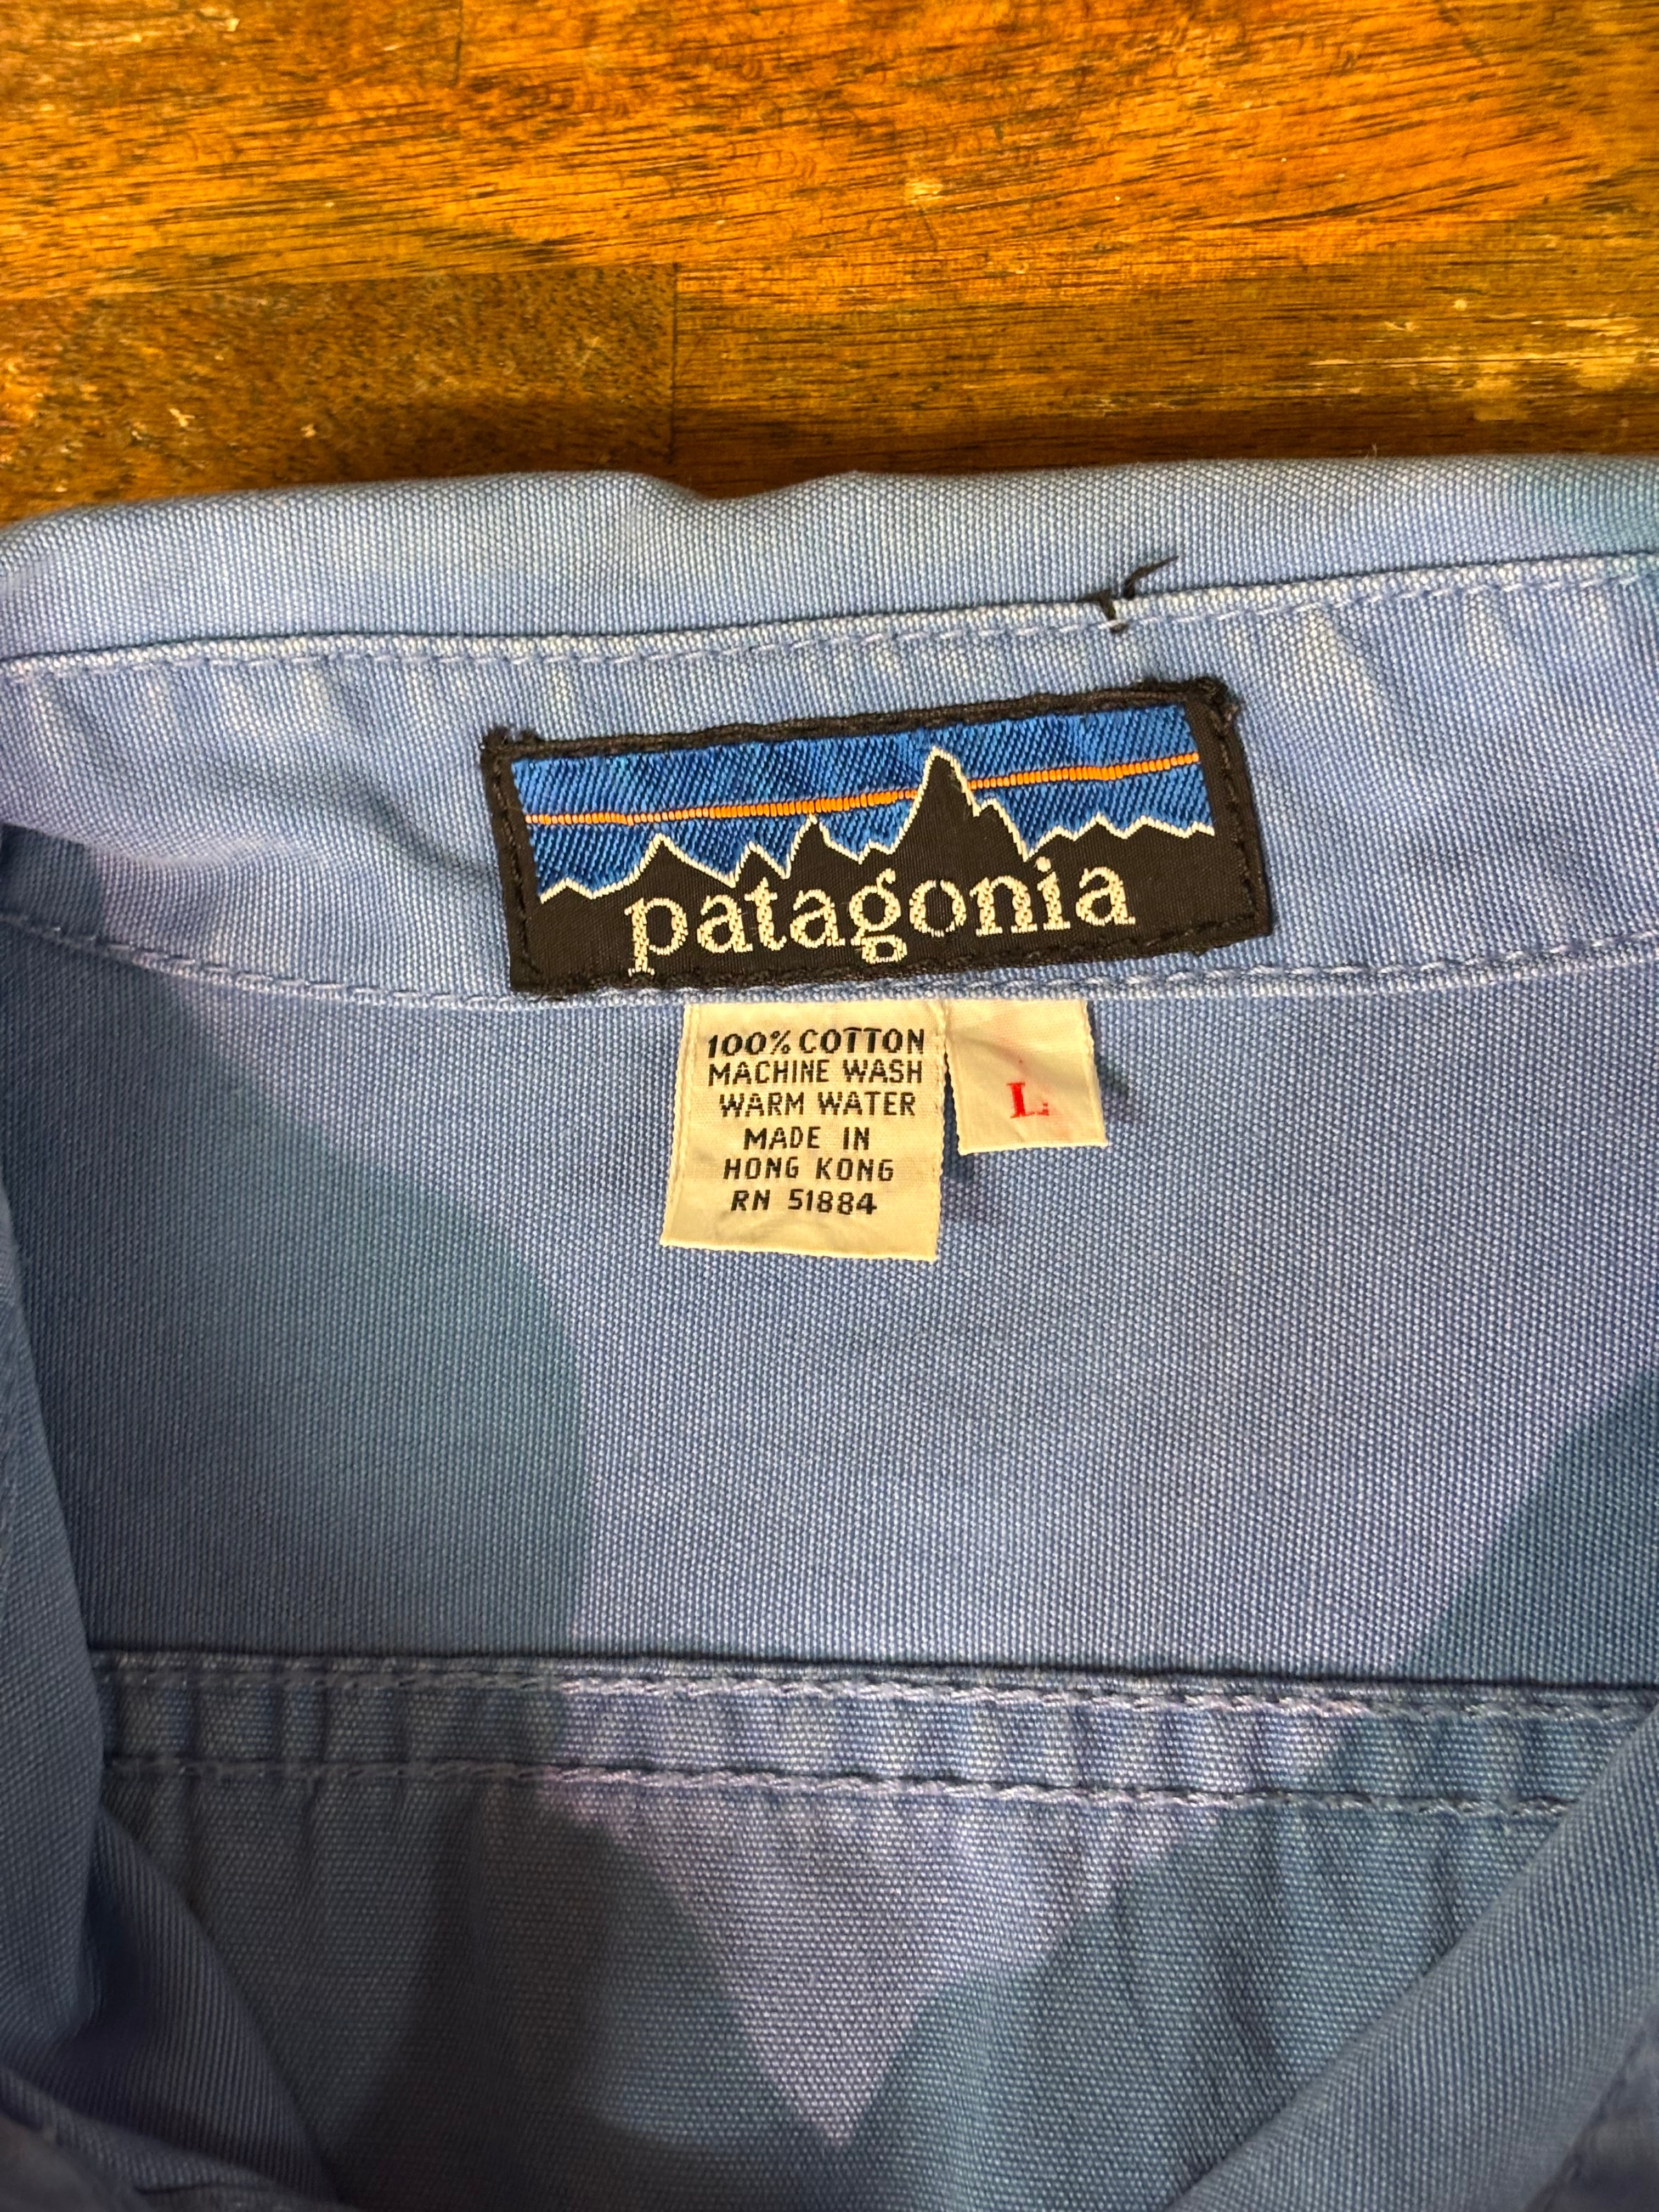 patagonia
100% COTTON
MACHINE WASH
WARM WATER
MADE IN
HONG KONG
RN 51884
L